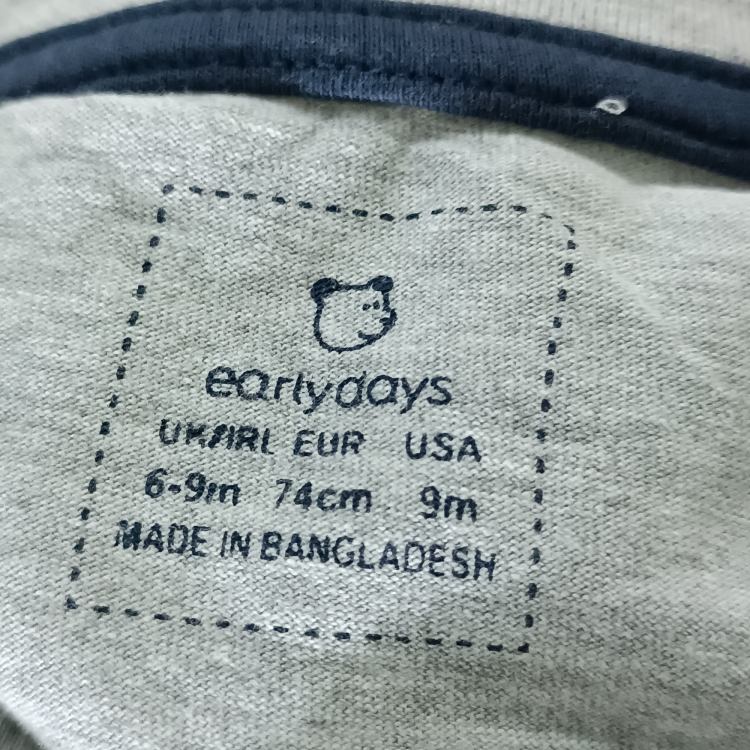 earlydays
UK/IRL EUR USA
6-9m 74cm 9m
MADE IN BANGLADESH